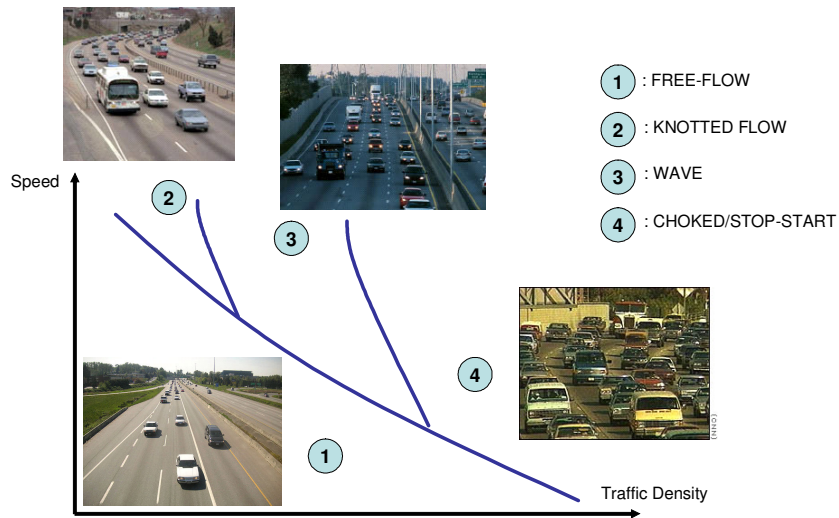 1 : FREE-FLOW
2 : KNOTTED FLOW
3 : WAVE
4 : CHOKED/STOP-START
Speed
2
3
4
1
(CNN)
Traffic Density